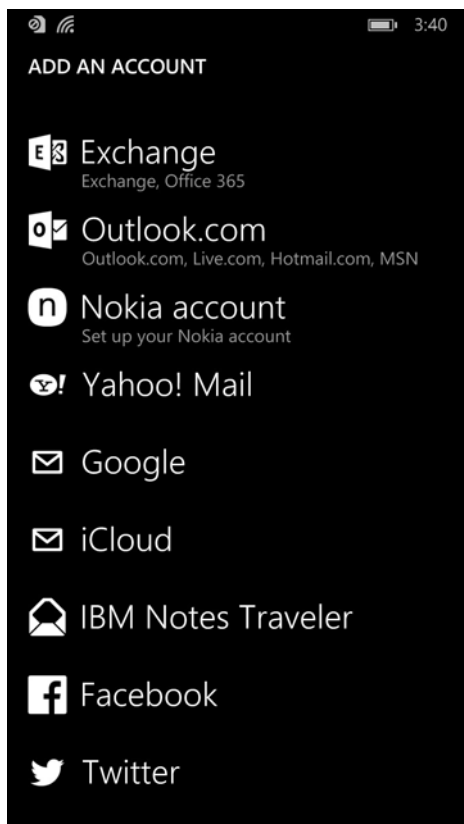 3:40
ADD AN ACCOUNT
Exchange
Exchange, Office 365
Outlook.com
Outlook.com, Live.com, Hotmail.com, MSN
Nokia account
Set up your Nokia account
Yahoo! Mail
Google
iCloud
IBM Notes Traveler
Facebook
Twitter